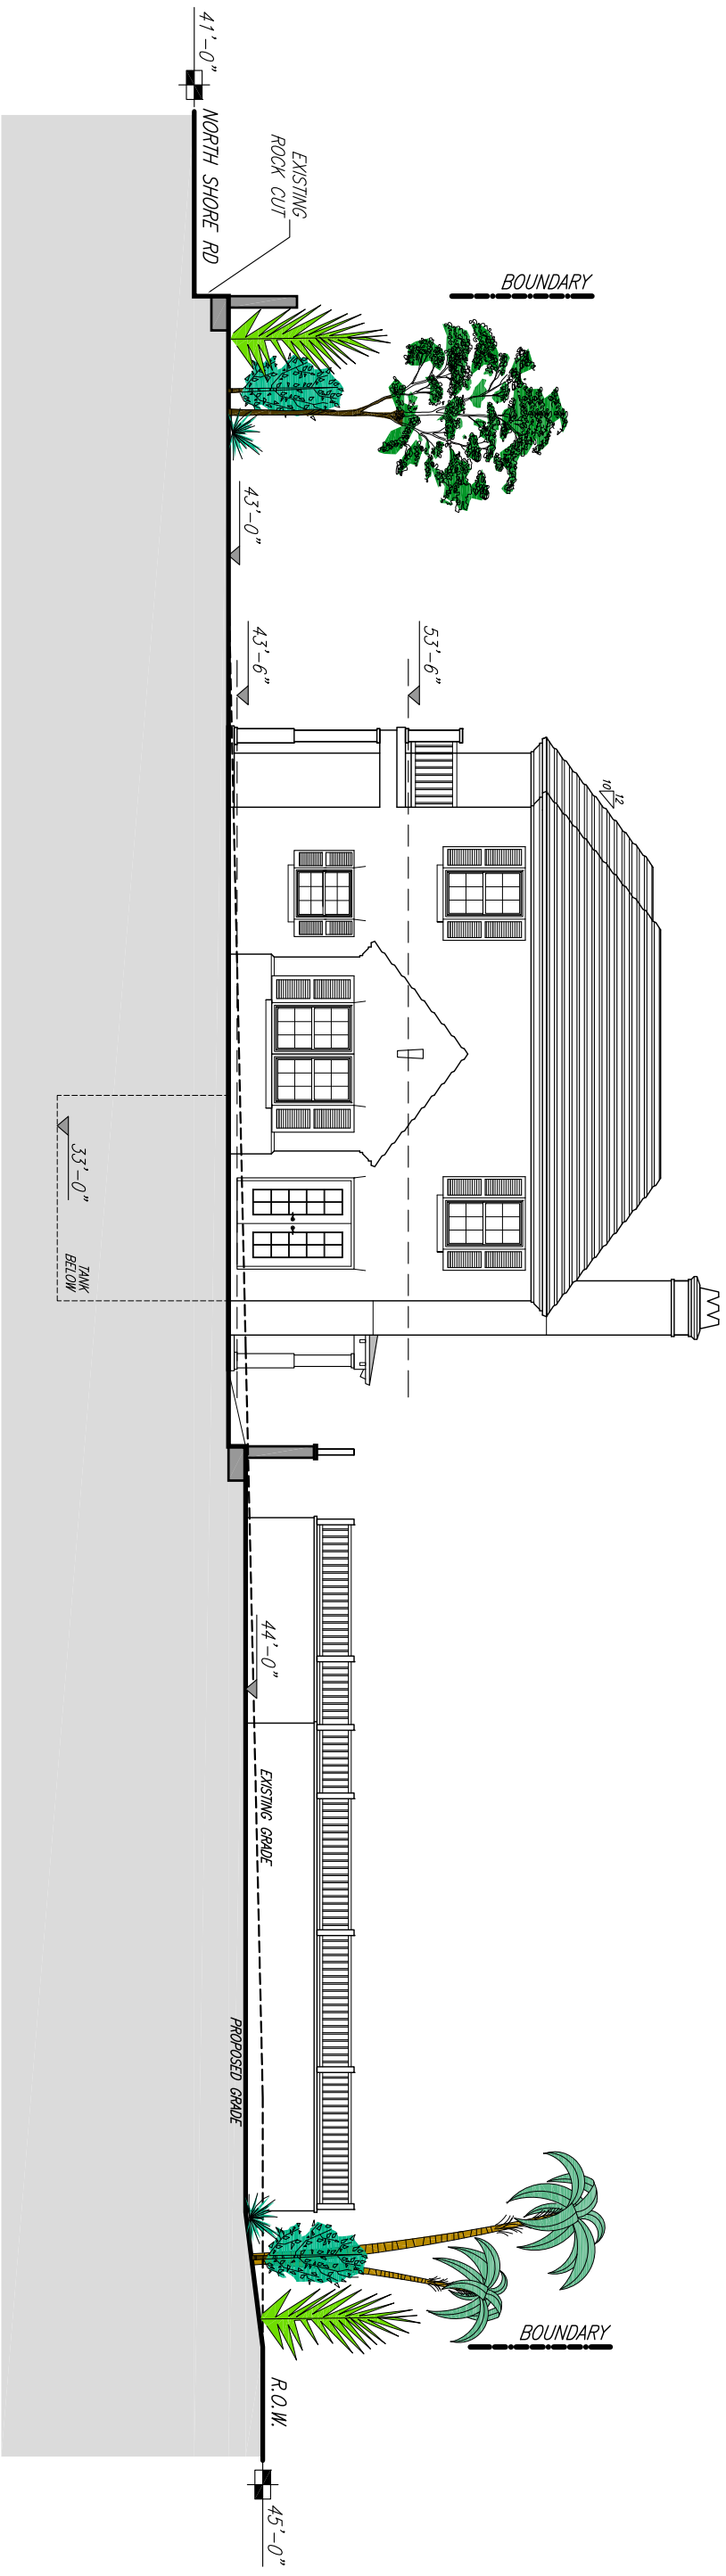 41'-0"
NORTH SHORE RD
EXISTING
ROCK CUT
BOUNDARY
43'-0"
43'-6"
53'-6"
12
10
33'-0"
TANK
BELOW
44'-0"
EXISTING GRADE
PROPOSED GRADE
BOUNDARY
R.O.W.
45'-0"